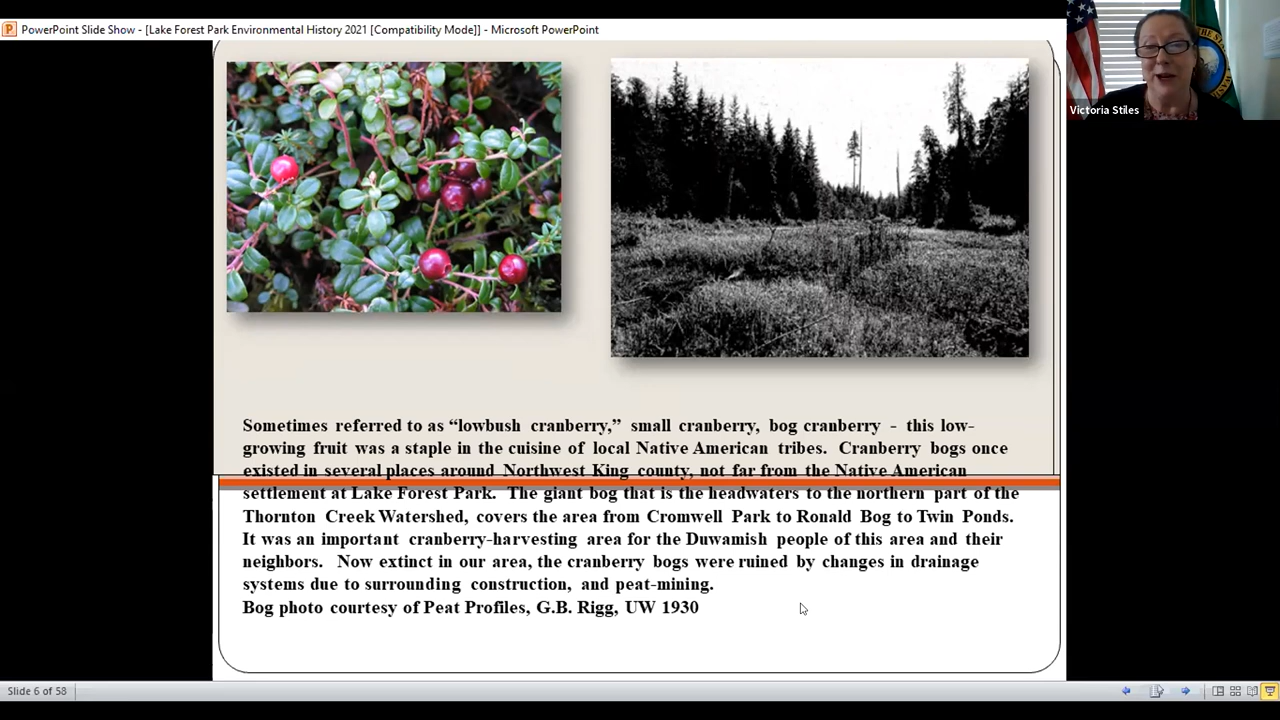 PowerPoint Slide Show - [Lake Forest Park Environmental History 2021 [Compatibility Mode]] - Microsoft PowerPoint
Victoria Stiles
Sometimes referred to as “lowbush cranberry,” small cranberry, bog cranberry - this low-
growing fruit was a staple in the cuisine of local Native American tribes. Cranberry bogs once
existed in several places around Northwest King county, not far from the Native American
settlement at Lake Forest Park. The giant bog that is the headwaters to the northern part of the
Thornton Creek Watershed, covers the area from Cromwell Park to Ronald Bog to Twin Ponds.
It was an important cranberry-harvesting area for the Duwamish people of this area and their
neighbors. Now extinct in our area, the cranberry bogs were ruined by changes in drainage
systems due to surrounding construction, and peat-mining.
Bog photo courtesy of Peat Profiles, G.B. Rigg, UW 1930
Slide 6 of 58